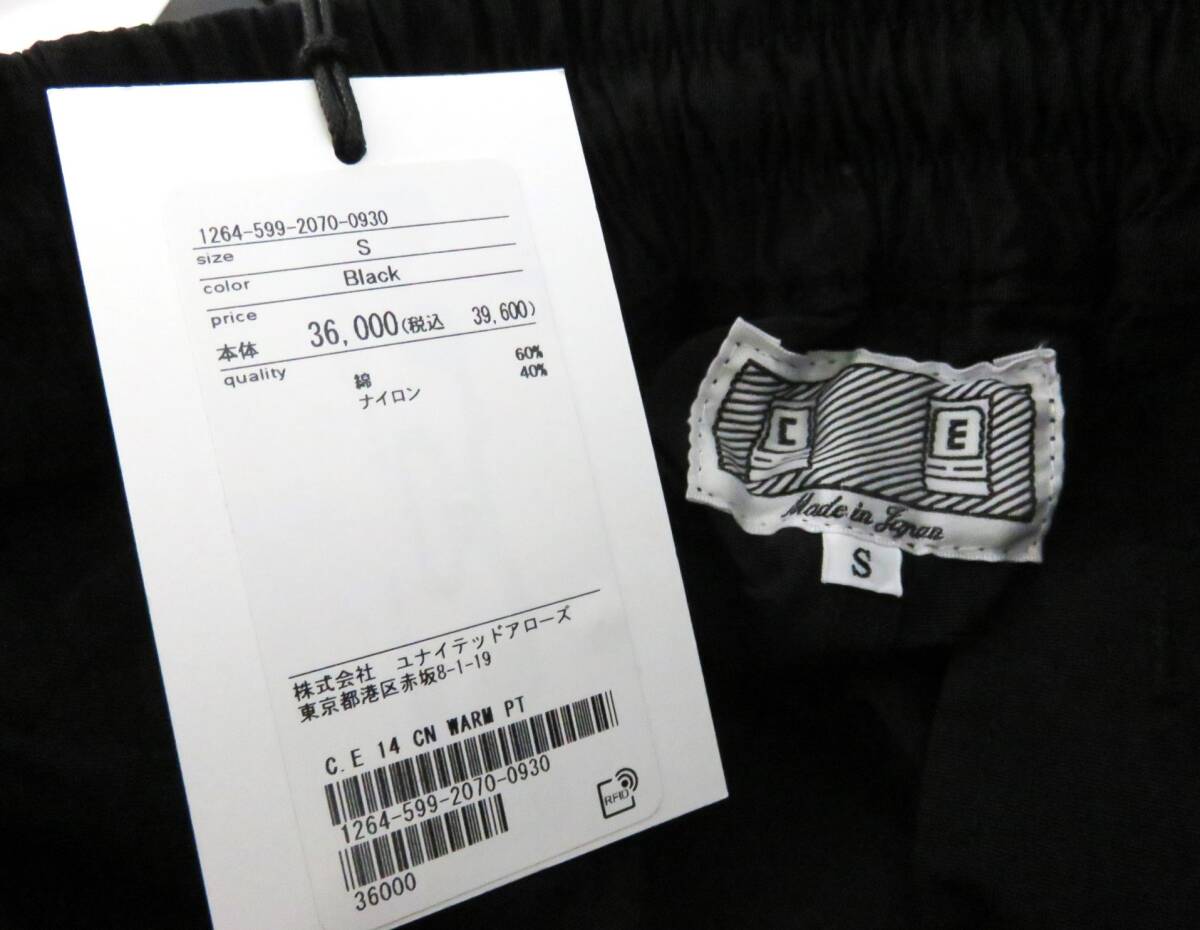 1264-599-2070-0930
size S
color Black
price
本体 36,000(税込 39,600)
quality 綿 60%
ナイロン 40%
株式会社 ユナイテッドアローズ
東京都港区赤坂8-1-19
C.E 14 CN WARM PT
1264-599-2070-0930
36000
RFID
C E
Made in Japan
S